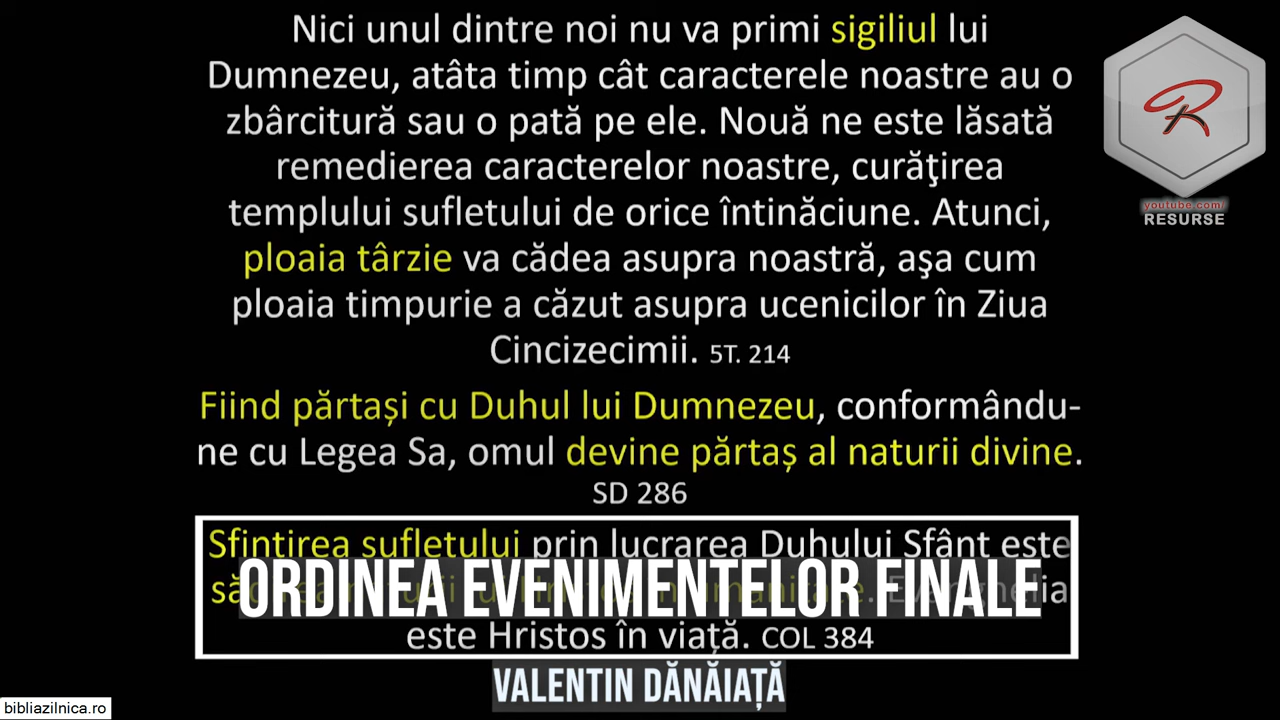 Nici unul dintre noi nu va primi sigiliul lui
Dumnezeu, atâta timp cât caracterele noastre au o
zbârcitură sau o pată pe ele. Nouă ne este lăsată
remedierea caracterelor noastre, curăţirea
templului sufletului de orice întinăciune. Atunci,
ploaia târzie va cădea asupra noastră, aşa cum
ploaia timpurie a căzut asupra ucenicilor în Ziua
Cincizecimii. 5T. 214
Fiind părtași cu Duhul lui Dumnezeu, conformându-
ne cu Legea Sa, omul devine părtaș al naturii divine.
SD 286
Sfințirea sufletului prin lucrarea Duhului Sfânt este
Evanghelia
ORDINEA EVENIMENTELOR FINALE
este Hristos în viață. COL 384
VALENTIN DĂNĂIAȚĂ
R
youtube.com/
RESURSE
bibliazilnica.ro